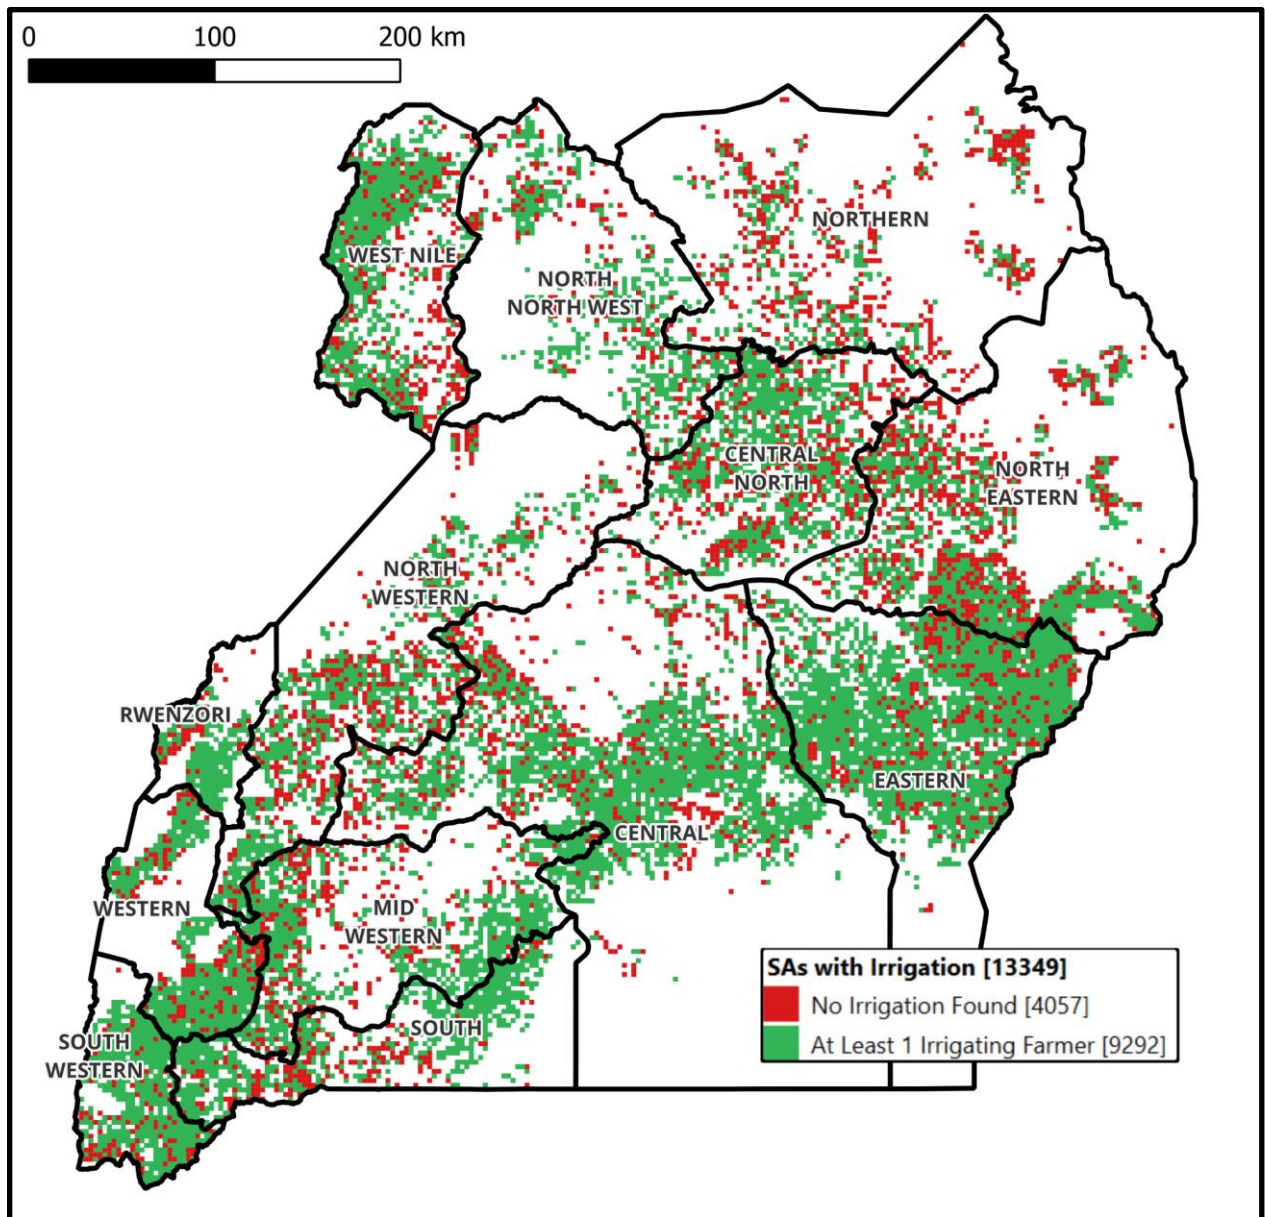 0 100 200 km
NORTHERN
WEST NILE
NORTH
NORTH WEST
CENTRAL
NORTH
NORTH
EASTERN
NORTH
WESTERN
RWENZORI
EASTERN
CENTRAL
WESTERN
MID
WESTERN
SAs with Irrigation [13349]
No Irrigation Found [4057]
SOUTH
SOUTH
WESTERN
At Least 1 Irrigating Farmer [9292]